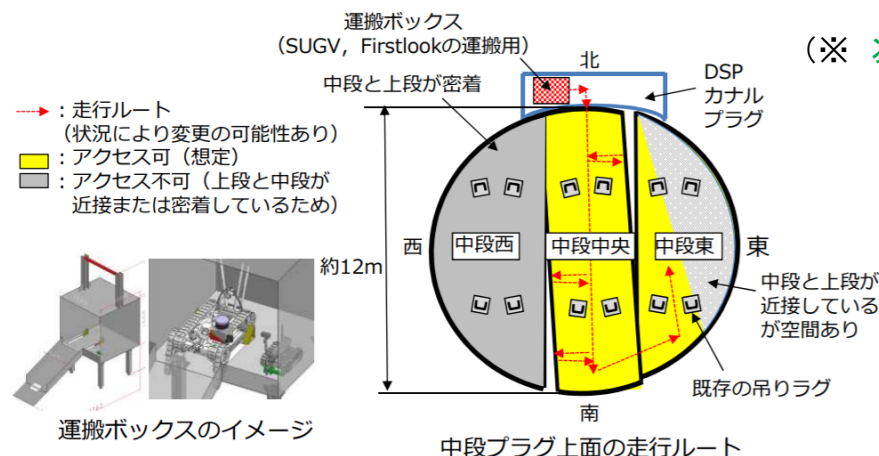 運搬ボックス
（SUGV，Firstlookの運搬用）
（※
北
中段と上段が密着
DSP
カナル
プラグ
：走行ルート
（状況により変更の可能性あり）
：アクセス可（想定）
：アクセス不可（上段と中段が
近接または密着しているため）
西
中段西
中段中央
中段東
東
約12m
中段と上段が
近接している
が空間あり
既存の吊りラグ
南
運搬ボックスのイメージ
中段プラグ上面の走行ルート